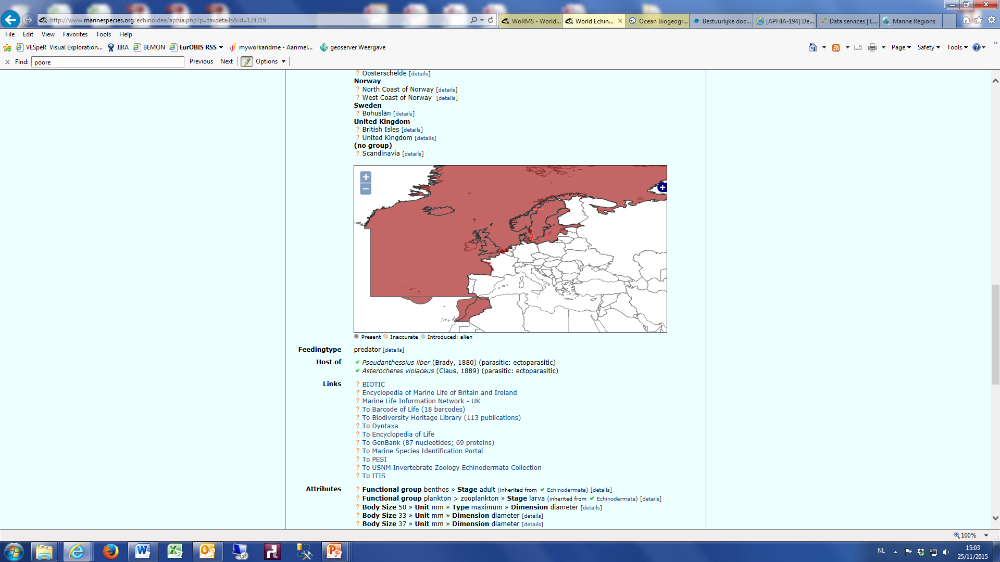 http://www.marinespecies.org/echinoidea/aphia.php?p=taxdetails&id=124319
WoRMS - World... World Echin... Ocean Biogeogr... Bestuurlijke doc... [APHIA-194] De... Data services | L... Marine Regions
File Edit View Favorites Tools Help
VESpeR Visual Exploration... JIRA BEMON EurOBIS RSS myworkandme - Aanmel... geoserver Weergave Page Safety Tools
x Find: poore Previous Next Options
? Oosterschelde [details]
Norway
? North Coast of Norway [details]
? West Coast of Norway [details]
Sweden
? Bohuslän [details]
United Kingdom
? British Isles [details]
? United Kingdom [details]
(no group)
? Scandinavia [details]
+
−
+
Present Inaccurate Introduced: alien
Feedingtype predator [details]
Host of Pseudanthessius liber (Brady, 1880) (parasitic: ectoparasitic)
Asterocheres violaceus (Claus, 1889) (parasitic: ectoparasitic)
Links ? BIOTIC
? Encyclopedia of Marine Life of Britain and Ireland
? Marine Life Information Network - UK
? To Barcode of Life (18 barcodes)
? To Biodiversity Heritage Library (113 publications)
? To Dyntaxa
? To Encyclopedia of Life
? To GenBank (87 nucleotides; 69 proteins)
? To Marine Species Identification Portal
? To PESI
? To USNM Invertebrate Zoology Echinodermata Collection
? To ITIS
Attributes ? Functional group benthos » Stage adult (inherited from Echinodermata) [details]
? Functional group plankton > zooplankton » Stage larva (inherited from Echinodermata) [details]
? Body Size 50 » Unit mm » Type maximum » Dimension diameter [details]
? Body Size 33 » Unit mm » Dimension diameter [details]
? Body Size 37 » Unit mm » Dimension diameter [details]
100%
NL
15:03
25/11/2015